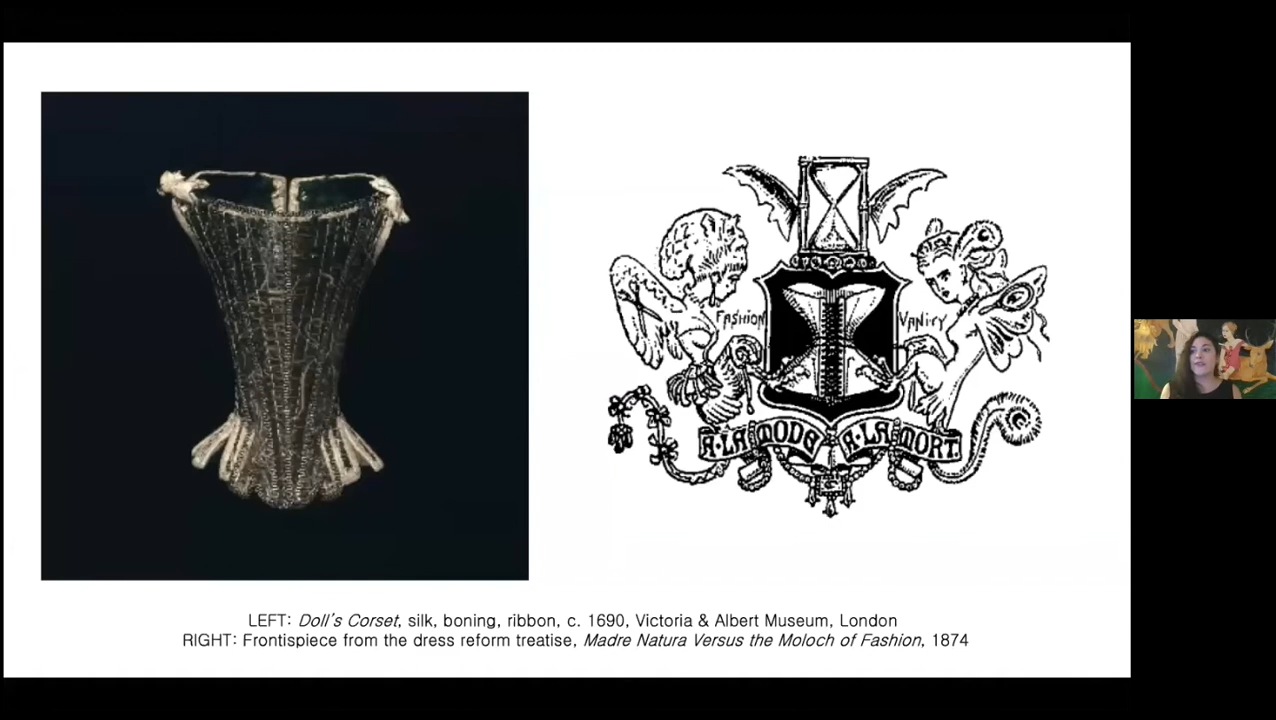 FASHION
VANITY
A·LA MODE A·LA MORT
LEFT: Doll's Corset, silk, boning, ribbon, c. 1690, Victoria & Albert Museum, London
RIGHT: Frontispiece from the dress reform treatise, Madre Natura Versus the Moloch of Fashion, 1874